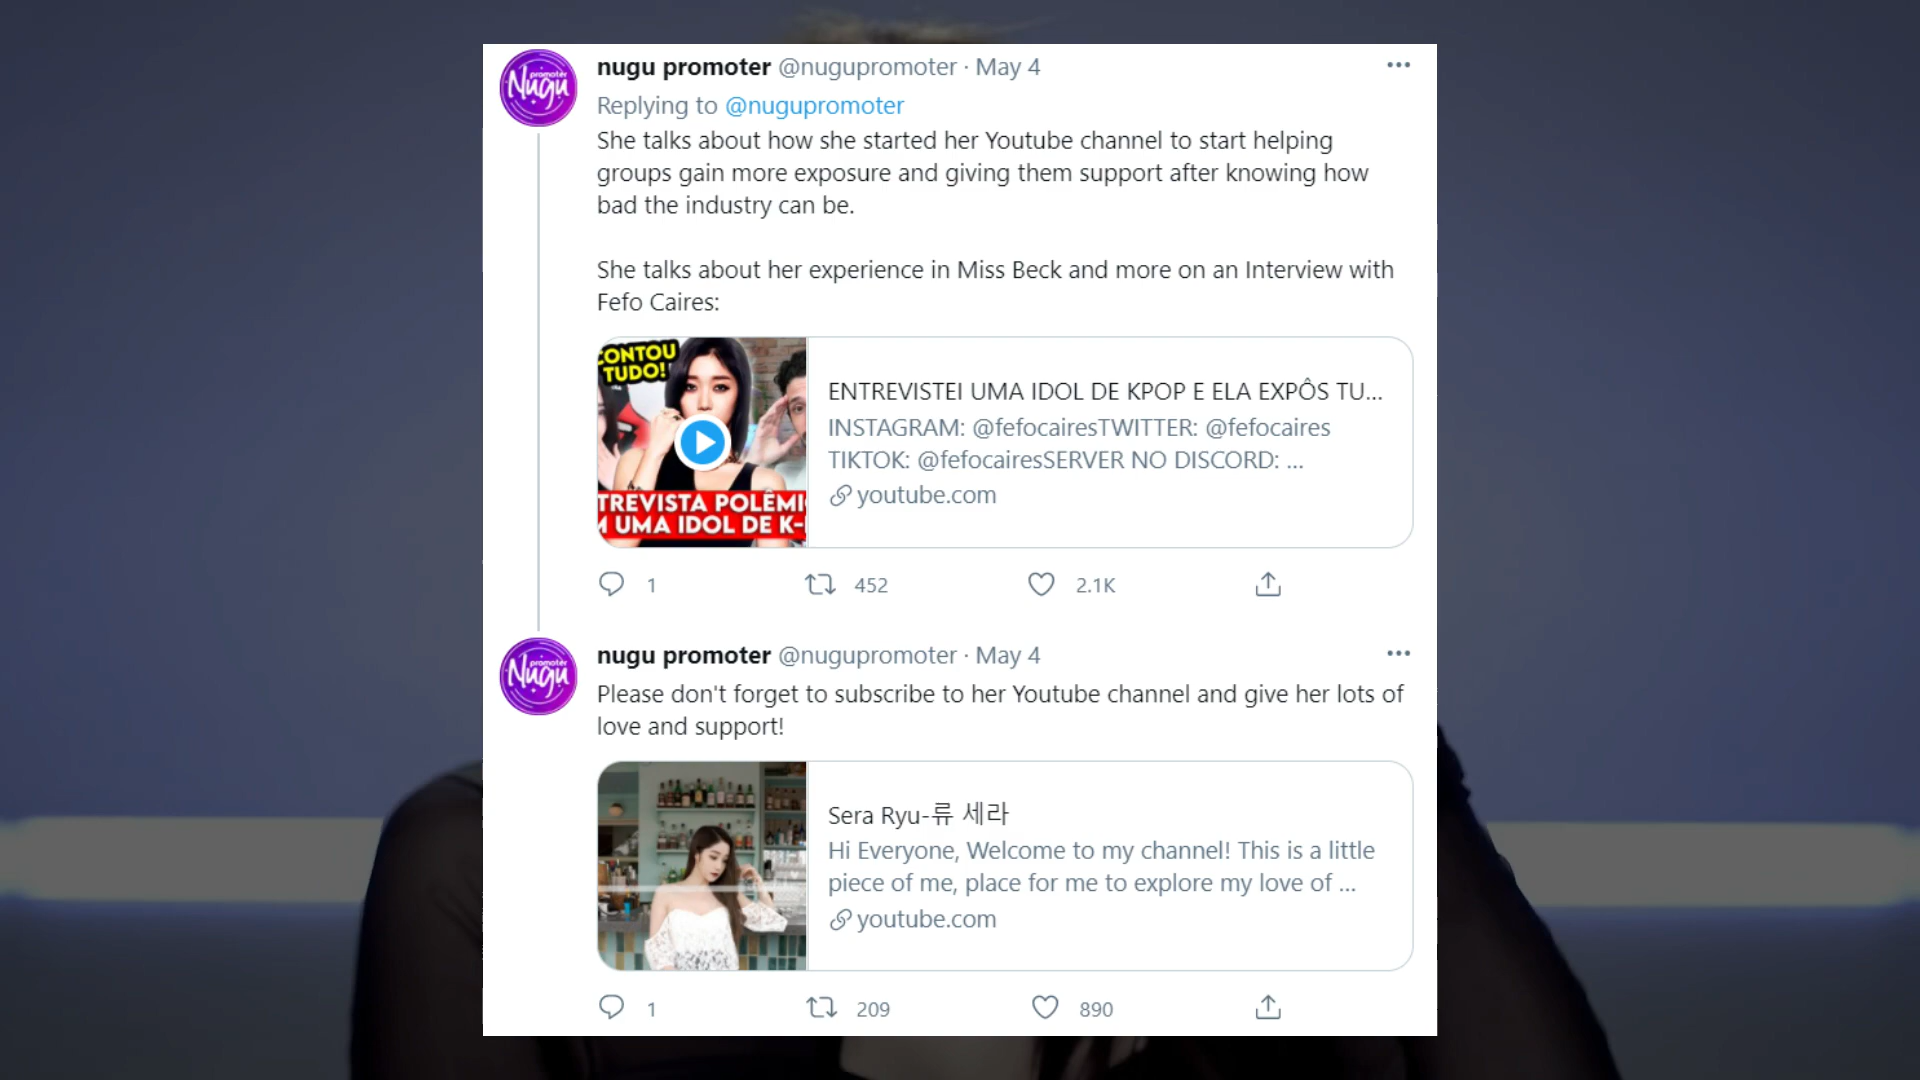 nugu promoter @nugupromoter · May 4
Replying to @nugupromoter
She talks about how she started her Youtube channel to start helping
groups gain more exposure and giving them support after knowing how
bad the industry can be.
She talks about her experience in Miss Beck and more on an Interview with
Fefo Caires:
CONTOU
TUDO!
TREVISTA POLÊMI
UMA IDOL DE K-
ENTREVISTEI UMA IDOL DE KPOP E ELA EXPÔS TU...
INSTAGRAM: @fefocairesTWITTER: @fefocaires
TIKTOK: @fefocairesSERVER NO DISCORD: ...
youtube.com
1 452 2.1K
nugu promoter @nugupromoter · May 4
Please don't forget to subscribe to her Youtube channel and give her lots of
love and support!
Sera Ryu-류 세라
Hi Everyone, Welcome to my channel! This is a little
piece of me, place for me to explore my love of ...
youtube.com
1 209 890
promoter
Nugu
promoter
Nugu